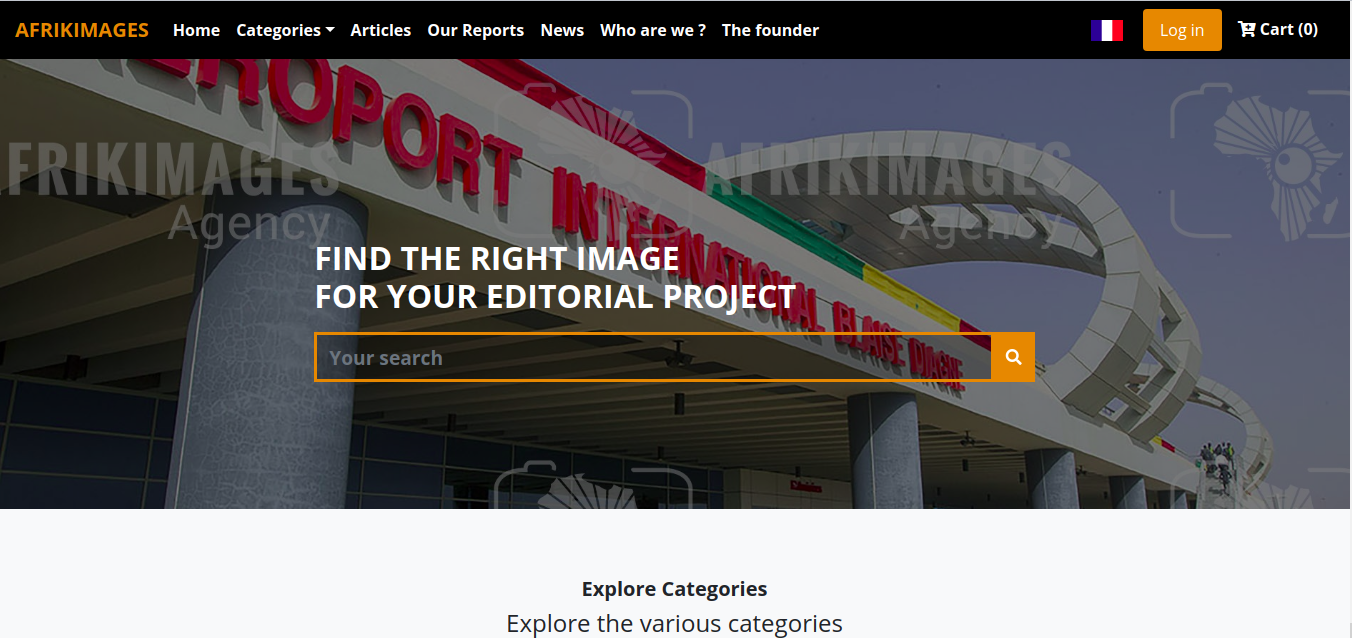 AFRIKIMAGES Home Categories Articles Our Reports News Who are we ? The founder Log in Cart (0)
EROPORT INTERNATIONAL BLAISE DIAGNE
FRIKIMAGES AFRIKIMAGES
Agency Agency
FIND THE RIGHT IMAGE
FOR YOUR EDITORIAL PROJECT
Your search
Explore Categories
Explore the various categories